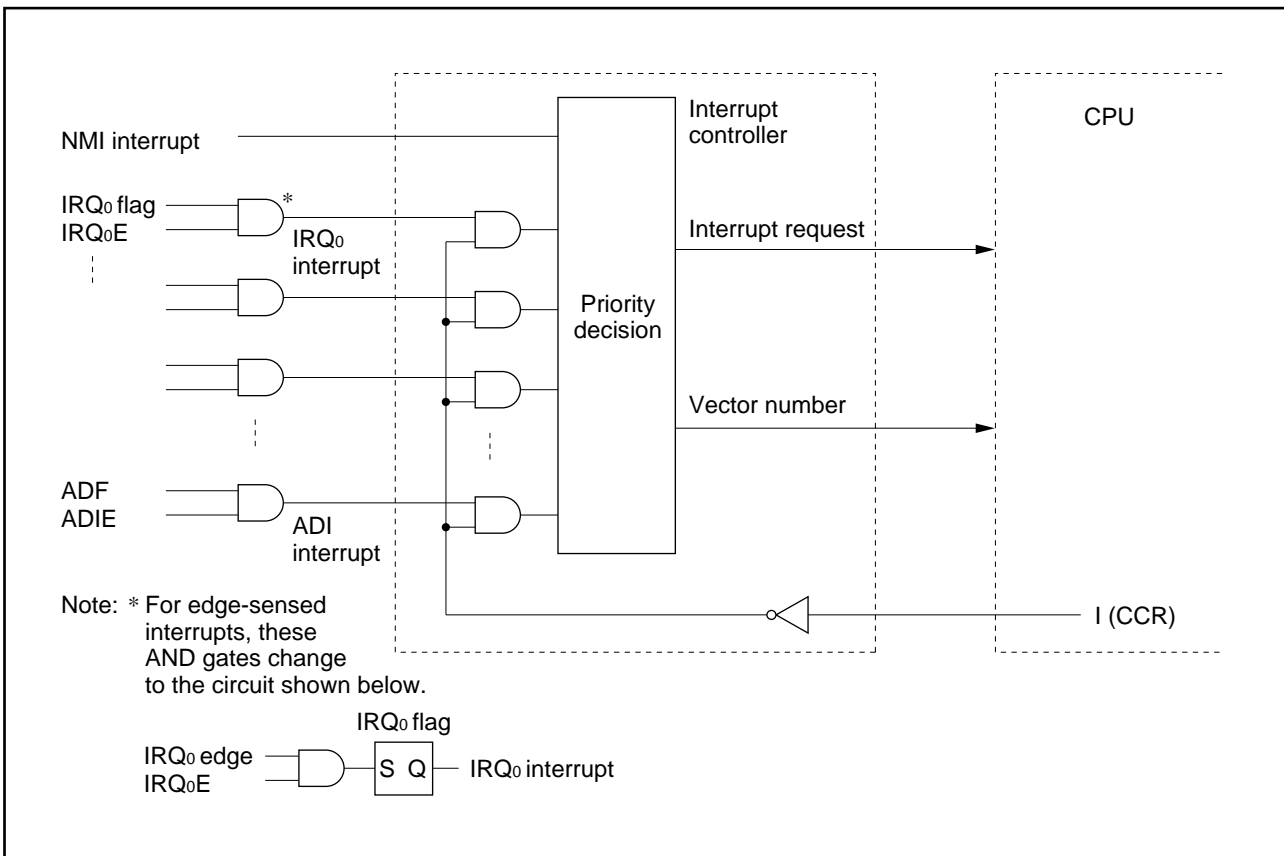 NMI interrupt
IRQ0 flag
IRQ0E
*
IRQ0
interrupt
ADF
ADIE
ADI
interrupt
Priority
decision
Interrupt
controller
Interrupt request
Vector number
CPU
I (CCR)
Note: * For edge-sensed
interrupts, these
AND gates change
to the circuit shown below.
IRQ0 flag
IRQ0 edge
IRQ0E
S Q
IRQ0 interrupt